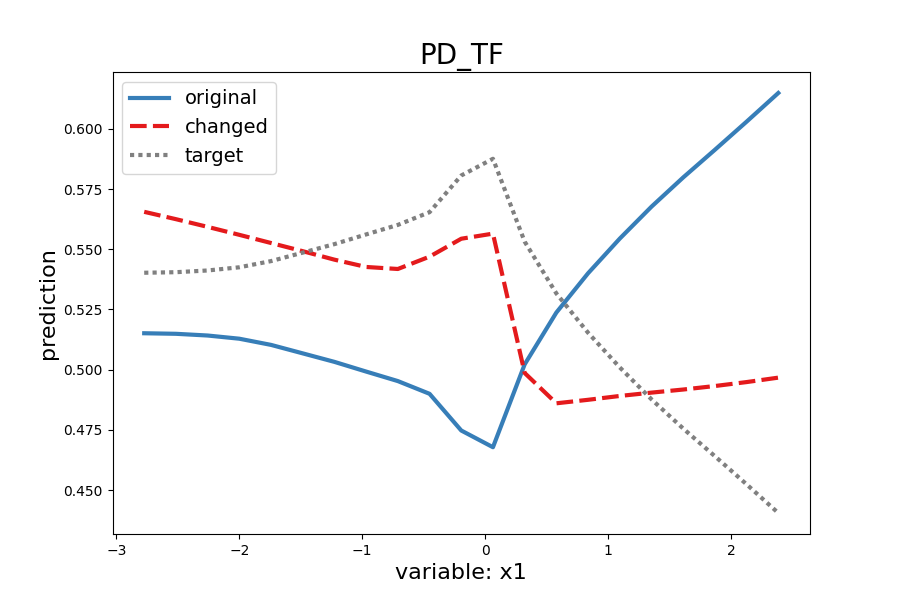 PD_TF
original
changed
target
0.600
0.575
0.550
0.525
0.500
0.475
0.450
prediction
−3 −2 −1 0 1 2
variable: x1